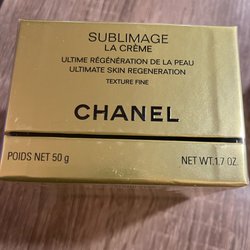 SUBLIMAGE
LA CRÈME
ULTIME RÉGÉNÉRATION DE LA PEAU
ULTIMATE SKIN REGENERATION
TEXTURE FINE
CHANEL
POIDS NET 50 g NET WT. 1.7 OZ.